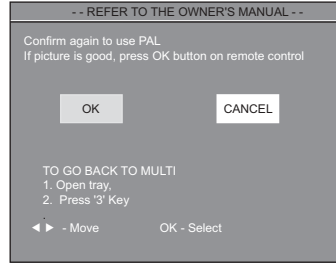 - - REFER TO THE OWNER'S MANUAL - -
Confirm again to use PAL
If picture is good, press OK button on remote control
OK CANCEL
TO GO BACK TO MULTI
1. Open tray,
2. Press '3' Key
◄ ► - Move OK - Select